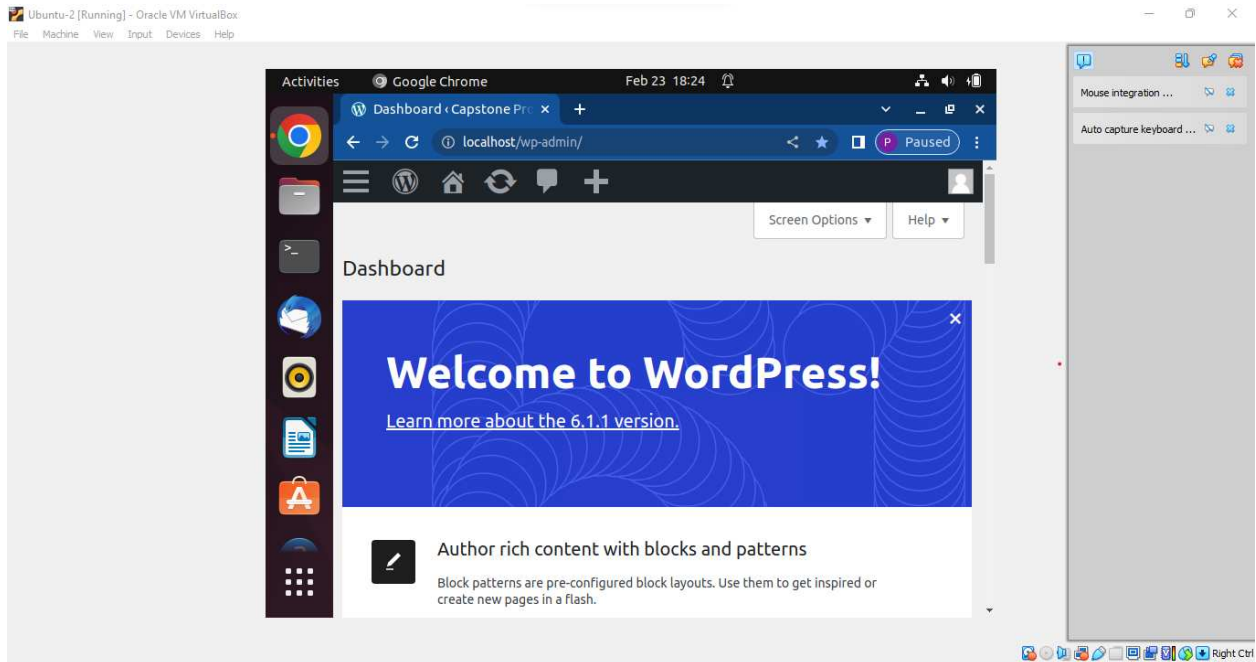 Ubuntu-2 [Running] - Oracle VM VirtualBox
File Machine View Input Devices Help
Activities Google Chrome Feb 23 18:24
Dashboard ‹ Capstone Pr
localhost/wp-admin/ P Paused
Screen Options Help
Dashboard
Welcome to WordPress!
Learn more about the 6.1.1 version.
Author rich content with blocks and patterns
Block patterns are pre-configured block layouts. Use them to get inspired or
create new pages in a flash.
Mouse integration ...
Auto capture keyboard ...
Right Ctrl